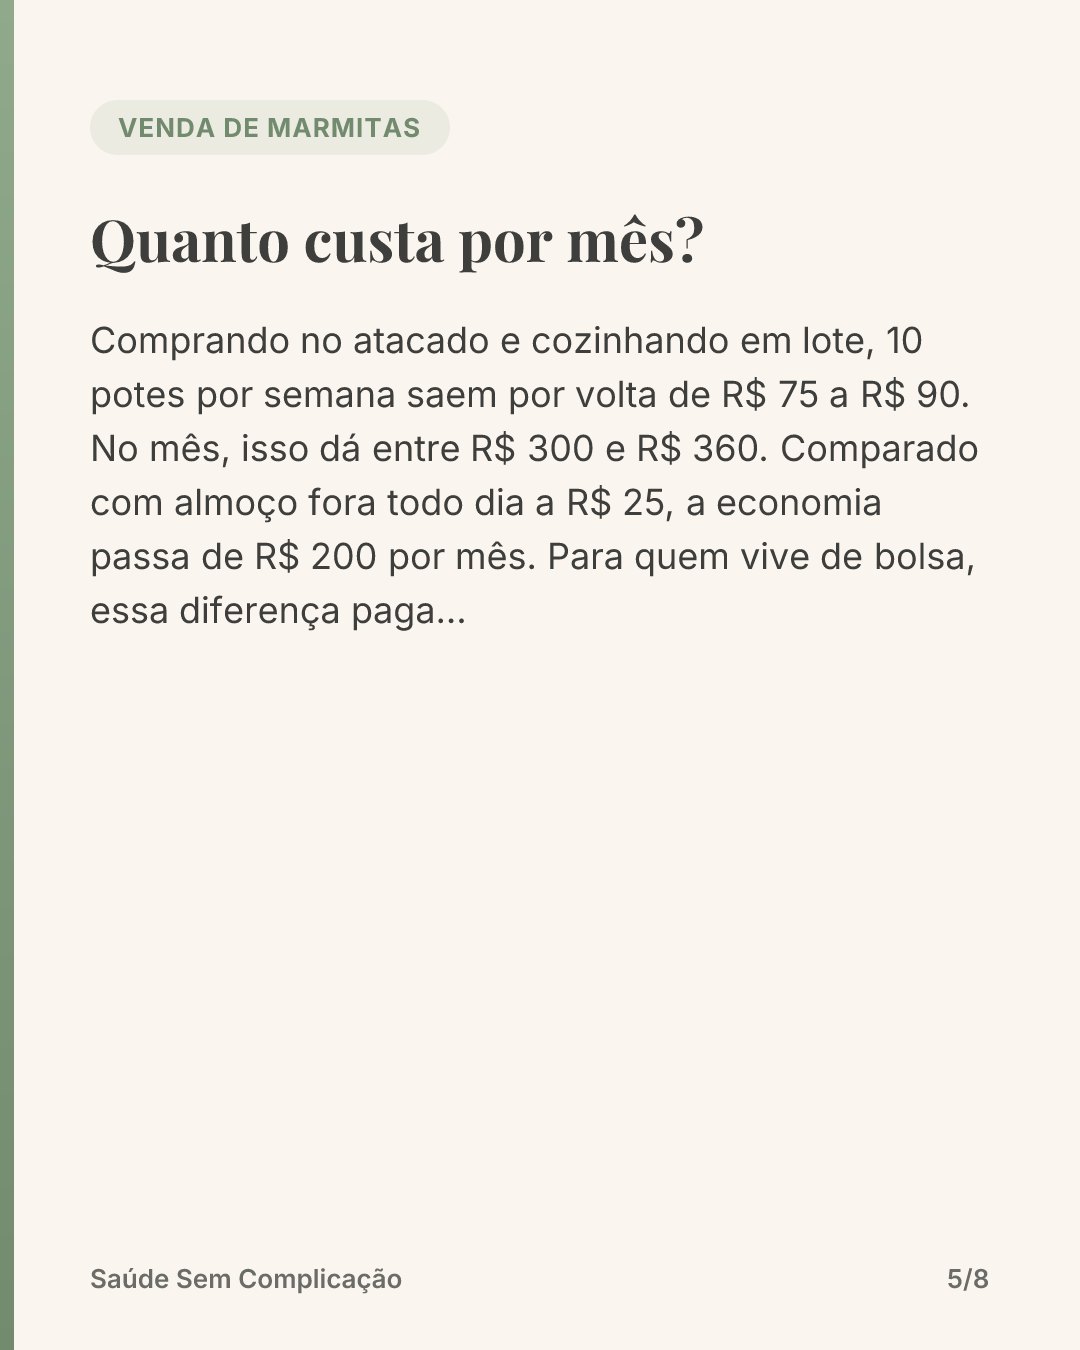 VENDA DE MARMITAS
Quanto custa por mês?
Comprando no atacado e cozinhando em lote, 10
potes por semana saem por volta de R$ 75 a R$ 90.
No mês, isso dá entre R$ 300 e R$ 360. Comparado
com almoço fora todo dia a R$ 25, a economia
passa de R$ 200 por mês. Para quem vive de bolsa,
essa diferença paga...
Saúde Sem Complicação
5/8